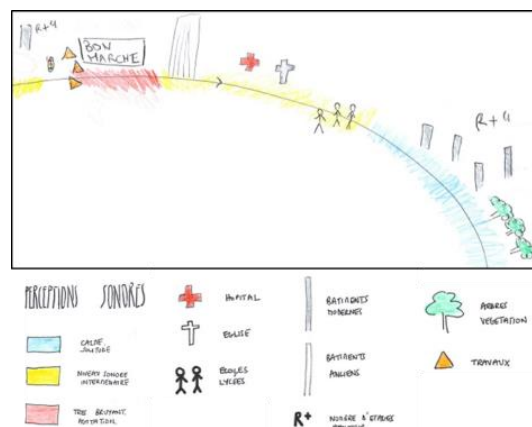 R+4
BON
MARCHE
R+4
PERCEPTIONS SONORES
CALME
NIVEAU SONORE
INTERMEDIAIRE
TRES BRUYANT
HOPITAL
EGLISE
ECOLES
LYCEES
BATIMENTS
MODERNES
BATIMENTS
ANCIENS
R+ NOMBRE D'ETAGES
ARBRES
VEGETATION
TRAVAUX